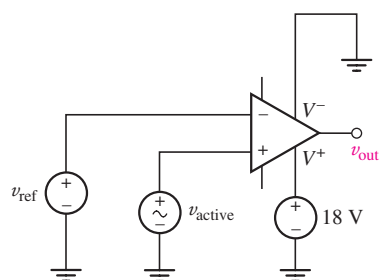 V⁻
−
v_out
V⁺
+
v_ref
+
−
+
−
v_active
+
−
18 V